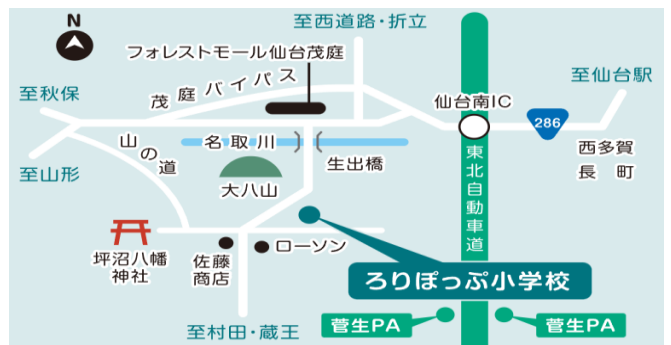 N
至西道路・折立
フォレストモール仙台茂庭
至仙台駅
茂庭バイパス
至秋保
仙台南IC
286
名取川
山の道
生出橋
西多賀
長町
至山形
大八山
東北自動車道
坪沼八幡
神社
佐藤
商店
ローソン
ろりぽっぷ小学校
至村田・蔵王
菅生PA
菅生PA